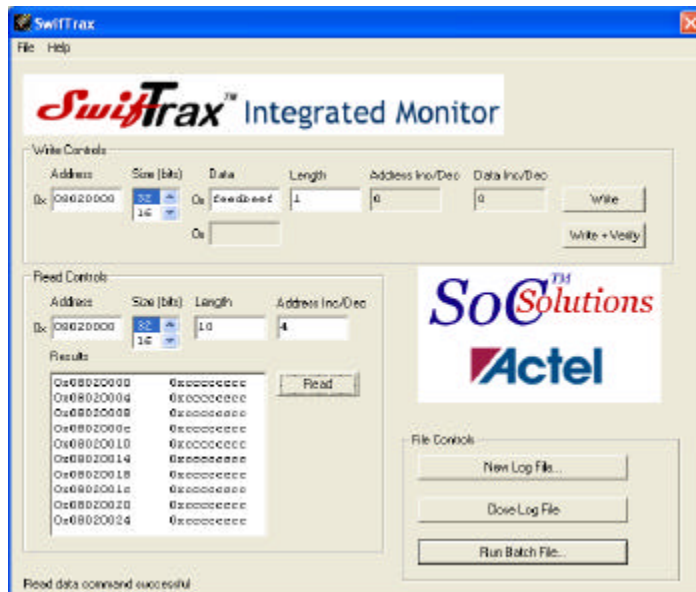 SwifTrax
File Help
SwifTrax™ Integrated Monitor
Write Controls
Address Size (bits) Data Length Address Inc/Dec Data Inc/Dec
0x 08020000 32 0x feedbeef 1 0 0 Write
16
0x Write + Verify
Read Controls
Address Size (bits) Length Address Inc/Dec
0x 08020000 32 10 4
16
Results
Read
0x08020000 0xcccccccc
0x08020004 0xcccccccc
0x08020008 0xcccccccc
0x0802000c 0xcccccccc
0x08020010 0xcccccccc
0x08020014 0xcccccccc
0x08020018 0xcccccccc
0x0802001c 0xcccccccc
0x08020020 0xcccccccc
0x08020024 0xcccccccc
SoC Solutions™
Actel
File Controls
New Log File...
Close Log File
Run Batch File...
Read data command successful